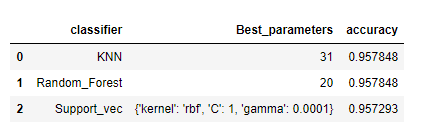 classifier Best_parameters accuracy
0 KNN 31 0.957848
1 Random_Forest 20 0.957848
2 Support_vec {'kernel': 'rbf', 'C': 1, 'gamma': 0.0001} 0.957293